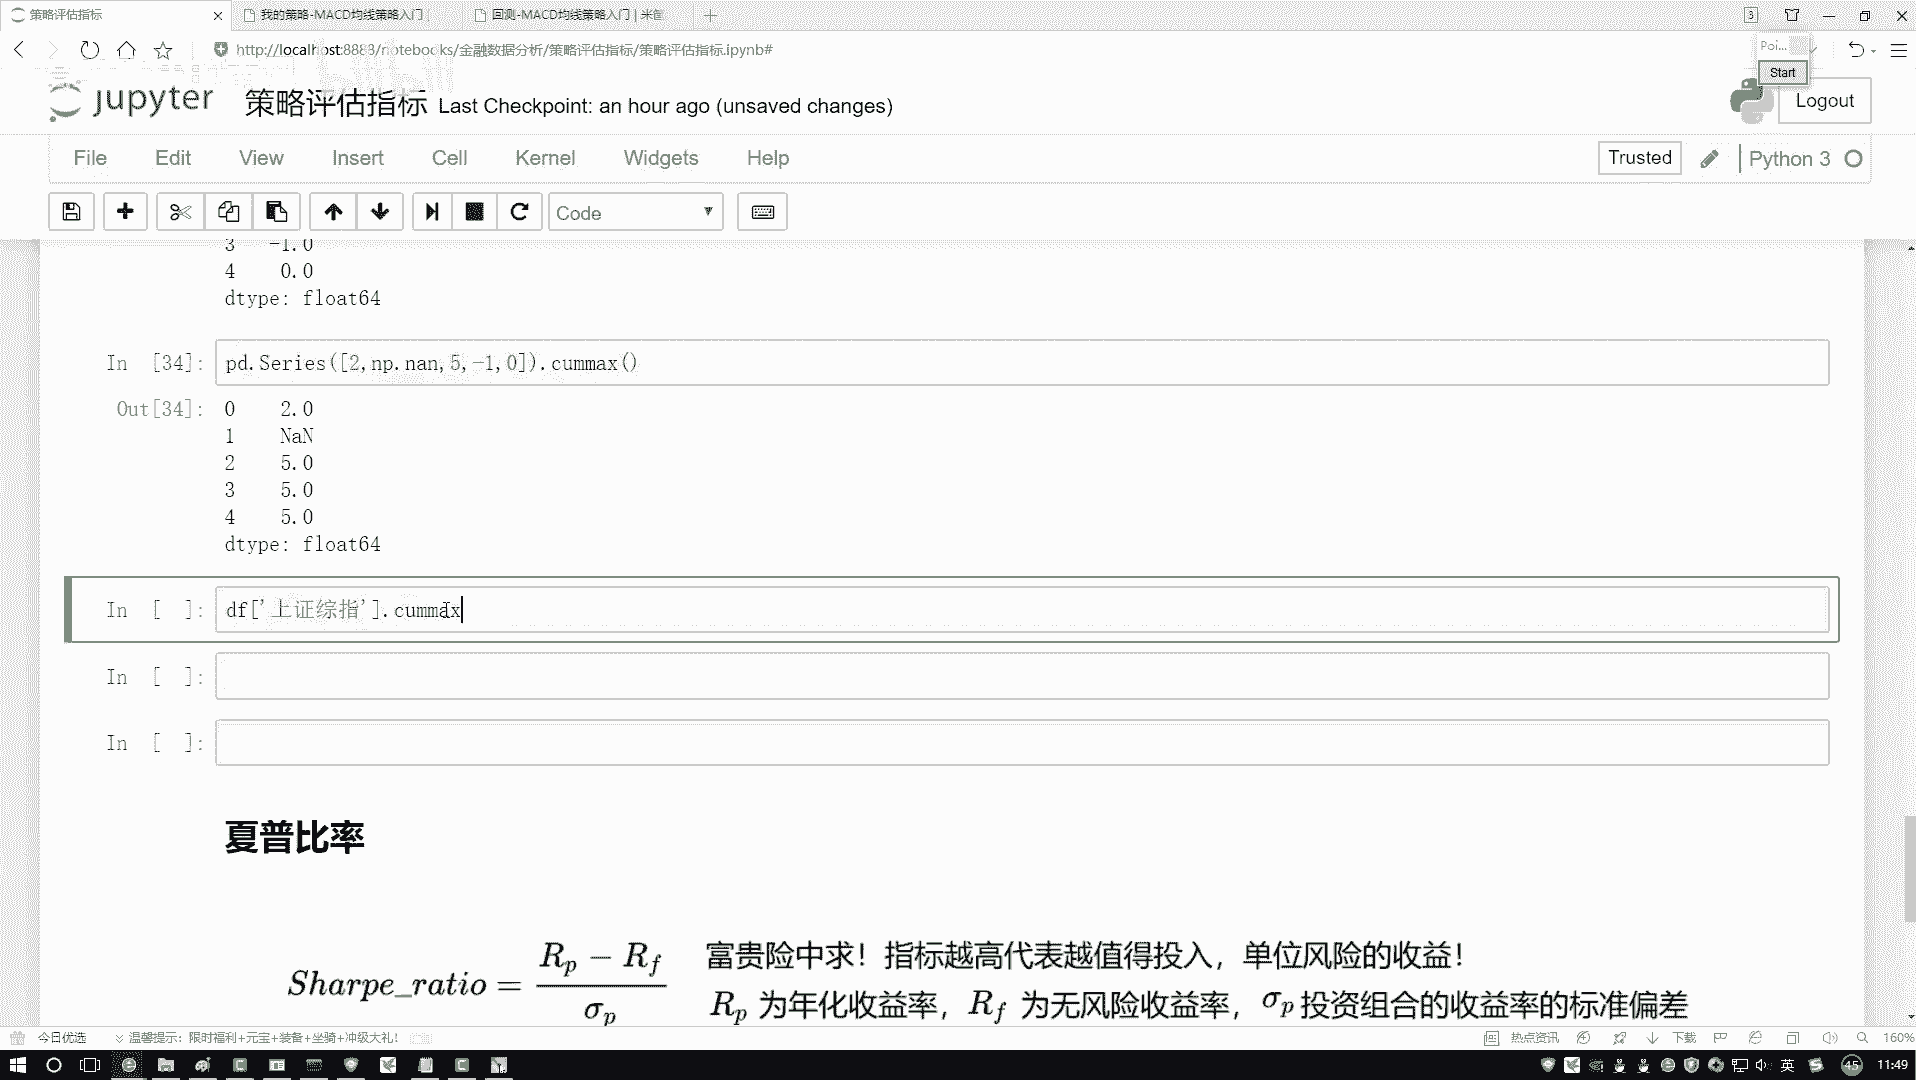 策略评估指标
我的策略-MACD均线策略入门
回测-MACD均线策略入门 | 米筐
3
http://localhost:8888/notebooks/金融数据分析/策略评估指标/策略评估指标.ipynb#
Poi...
Start
jupyter 策略评估指标 Last Checkpoint: an hour ago (unsaved changes)
Logout
File Edit View Insert Cell Kernel Widgets Help
Trusted Python 3
Code
3 -1.0
4 0.0
dtype: float64
In [34]: pd.Series([2,np.nan,5,-1,0]).cummax()
Out[34]: 0 2.0
1 NaN
2 5.0
3 5.0
4 5.0
dtype: float64
In [ ]: df['上证综指'].cummax
In [ ]:
In [ ]:
夏普比率
Sharpe_ratio = (R_p − R_f) / σ_p
富贵险中求！指标越高代表越值得投入，单位风险的收益！
R_p 为年化收益率，R_f 为无风险收益率，σ_p 投资组合的收益率的标准偏差
今日优选 温馨提示：限时福利+元宝+装备+坐骑+冲级大礼！ 热点资讯 下载 160%
英 45 11:49